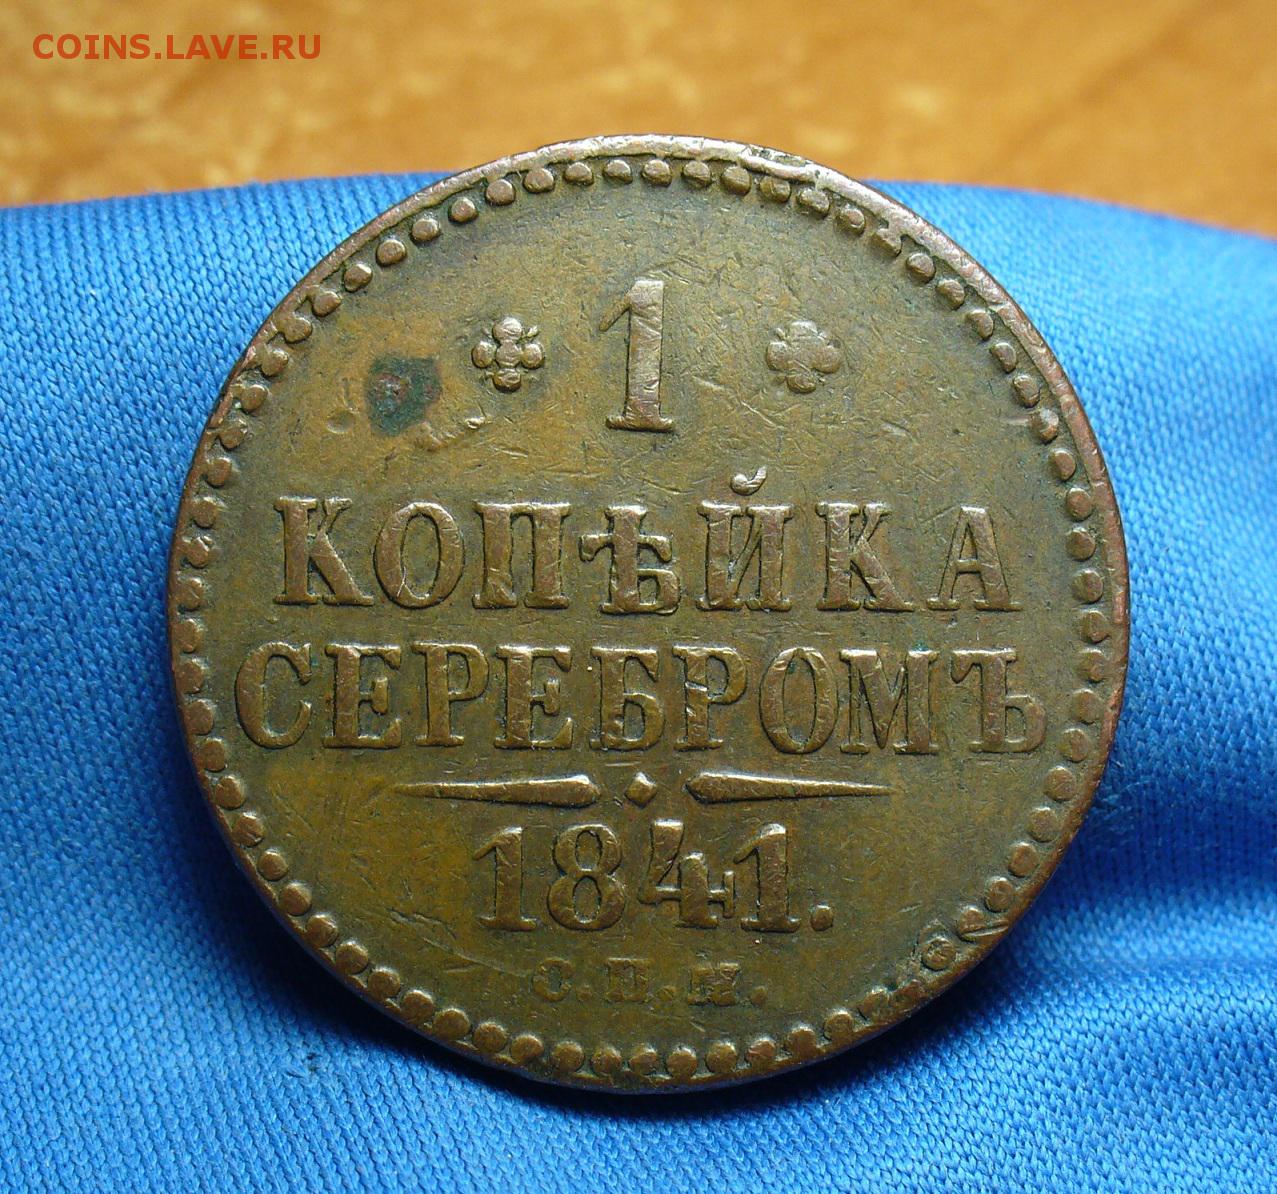 COINS.LAVE.RU
1
КОПѢЙКА
СЕРЕБРОМЪ
1841.
С.П.М.